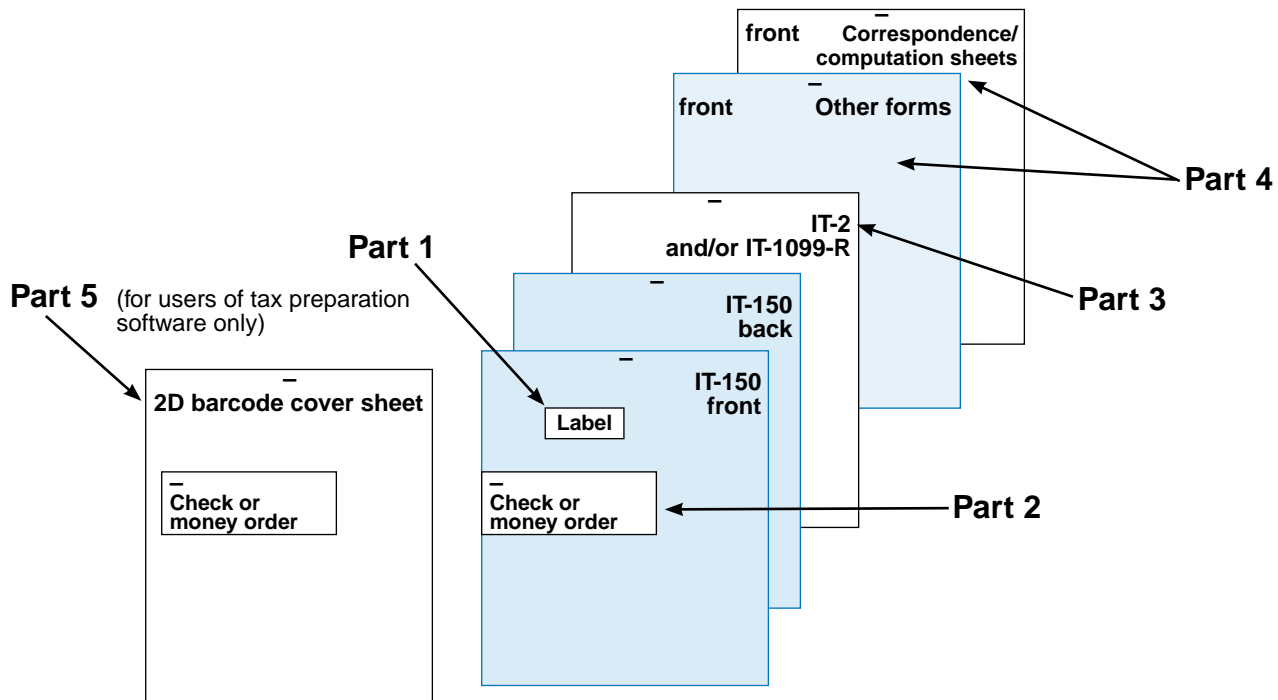 front Correspondence/
computation sheets
front Other forms
Part 4
IT-2
and/or IT-1099-R
Part 1
Part 3
Part 5 (for users of tax preparation
software only)
IT-150
back
IT-150
front
2D barcode cover sheet
Label
Check or
money order
Check or
money order
Part 2